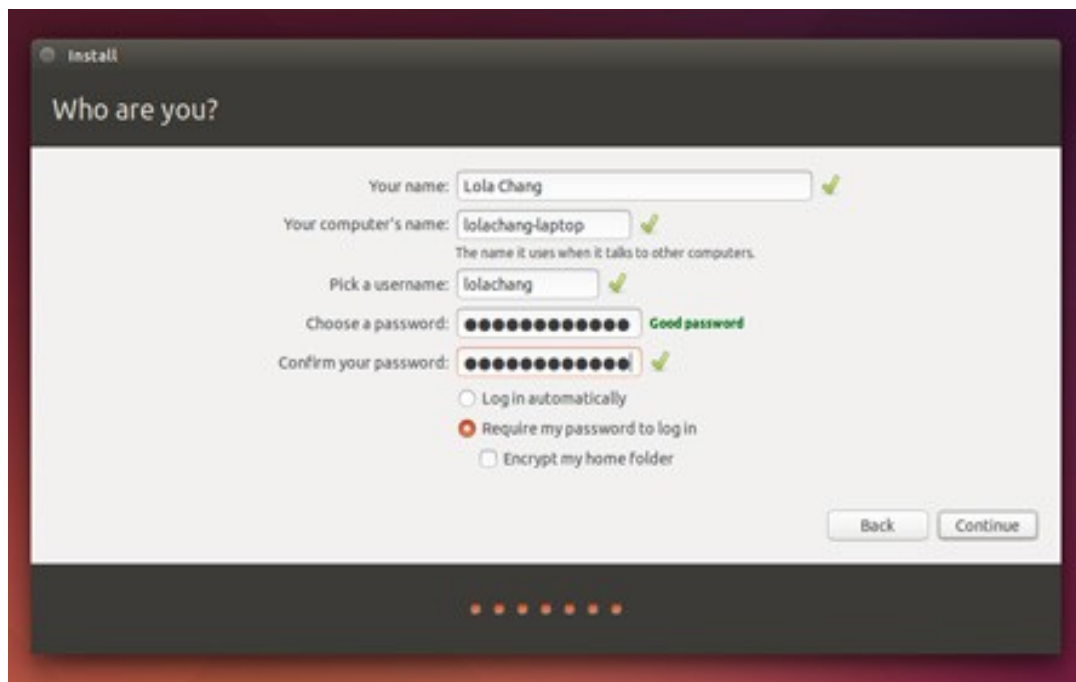 Install
Who are you?
Your name: Lola Chang
Your computer's name: lolachang-laptop
The name it uses when it talks to other computers.
Pick a username: lolachang
Choose a password: ●●●●●●●●●●●● Good password
Confirm your password: ●●●●●●●●●●●●
Log in automatically
Require my password to log in
Encrypt my home folder
Back Continue